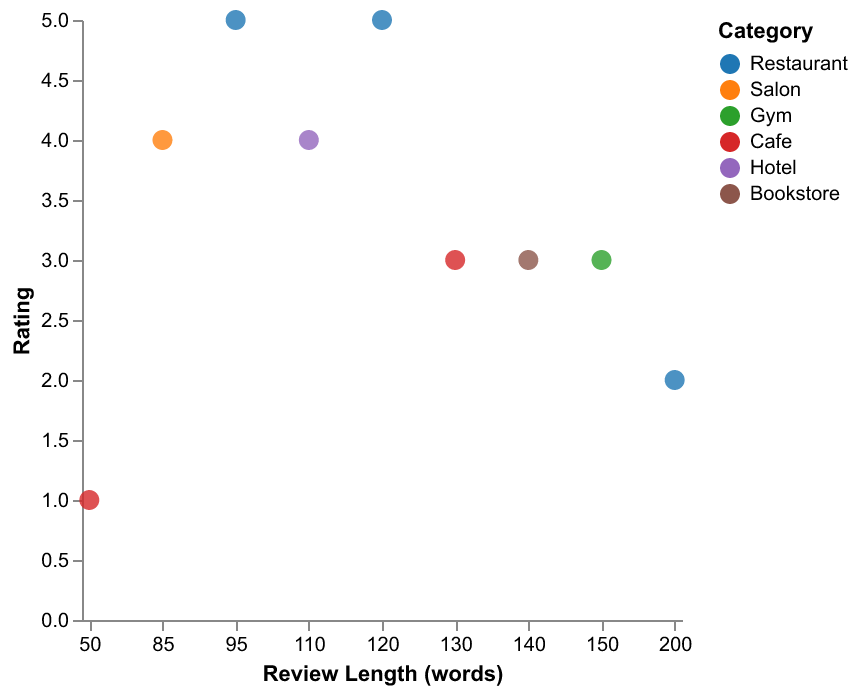 5.0
4.5
4.0
3.5
3.0
2.5
2.0
1.5
1.0
0.5
0.0
Rating
50 85 95 110 120 130 140 150 200
Review Length (words)
Category
Restaurant
Salon
Gym
Cafe
Hotel
Bookstore